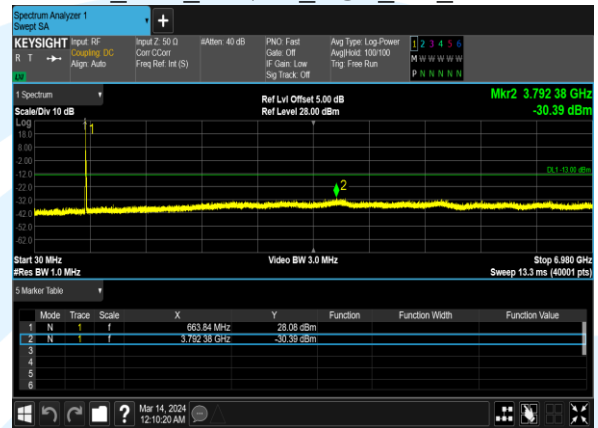 Spectrum Analyzer 1
Swept SA
KEYSIGHT
R T
LV
Input: RF
Coupling: DC
Align: Auto
Input Z: 50 Ω
Corr CCorr
Freq Ref: Int (S)
#Atten: 40 dB
PNO: Fast
Gate: Off
IF Gain: Low
Sig Track: Off
Avg Type: Log-Power
Avg|Hold: 100/100
Trig: Free Run
1 2 3 4 5 6
M W W W W W
P N N N N N
1 Spectrum
Scale/Div 10 dB
Ref Lvl Offset 5.00 dB
Ref Level 28.00 dBm
Mkr2 3.792 38 GHz
-30.39 dBm
Log
18.0
8.00
-2.00
-12.0
-22.0
-32.0
-42.0
-52.0
-62.0
1
2
DL1 -13.00 dBm
Start 30 MHz
#Res BW 1.0 MHz
Video BW 3.0 MHz
Stop 6.980 GHz
Sweep 13.3 ms (40001 pts)
5 Marker Table
Mode Trace Scale X Y Function Function Width Function Value
1 N 1 f 663.84 MHz 28.08 dBm
2 N 1 f 3.792 38 GHz -30.39 dBm
3
4
5
6
?
Mar 14, 2024
12:10:20 AM